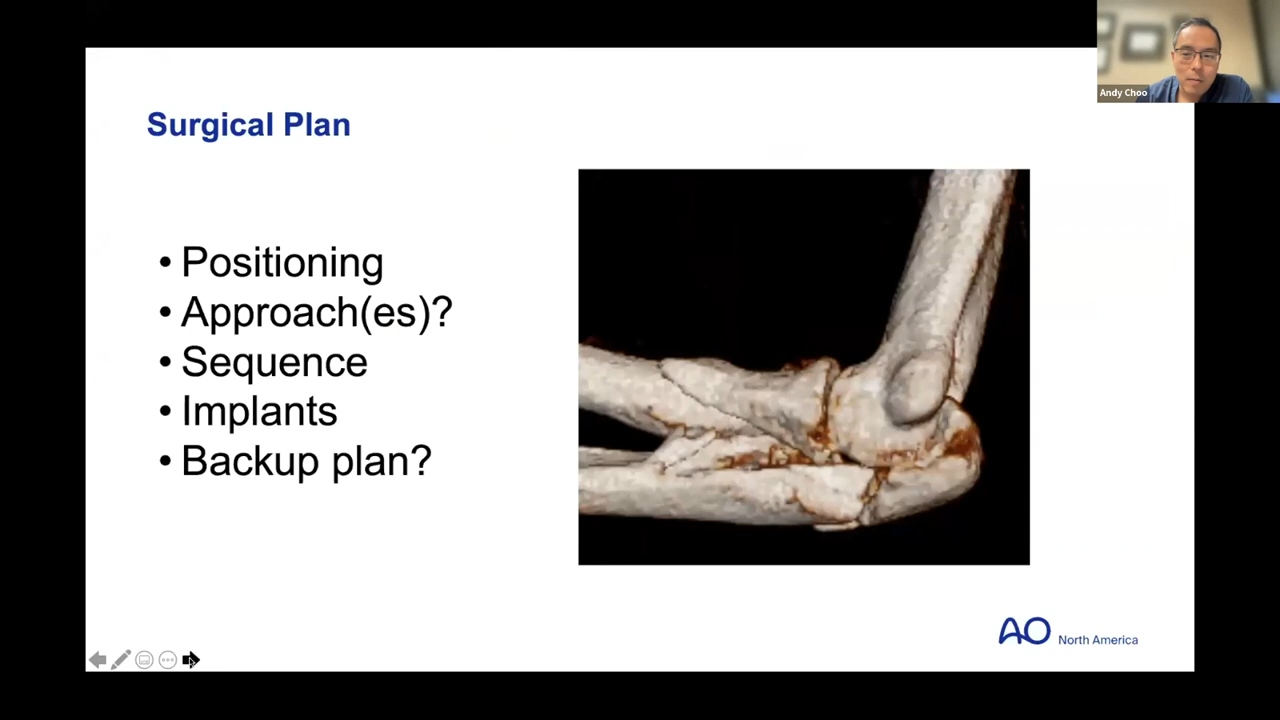 Andy Choo
Surgical Plan
• Positioning
• Approach(es)?
• Sequence
• Implants
• Backup plan?
AO North America